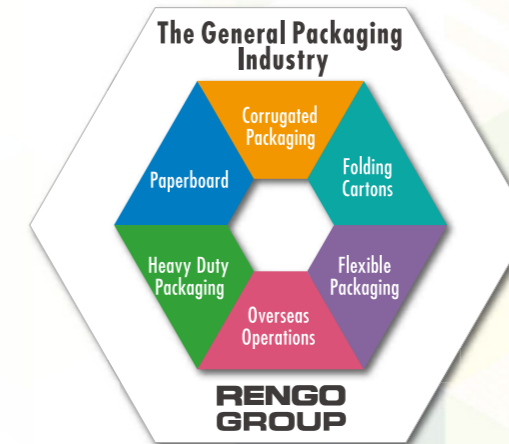 The General Packaging
Industry
Corrugated
Packaging
Paperboard
Folding
Cartons
Heavy Duty
Packaging
Flexible
Packaging
Overseas
Operations
RENGO
GROUP